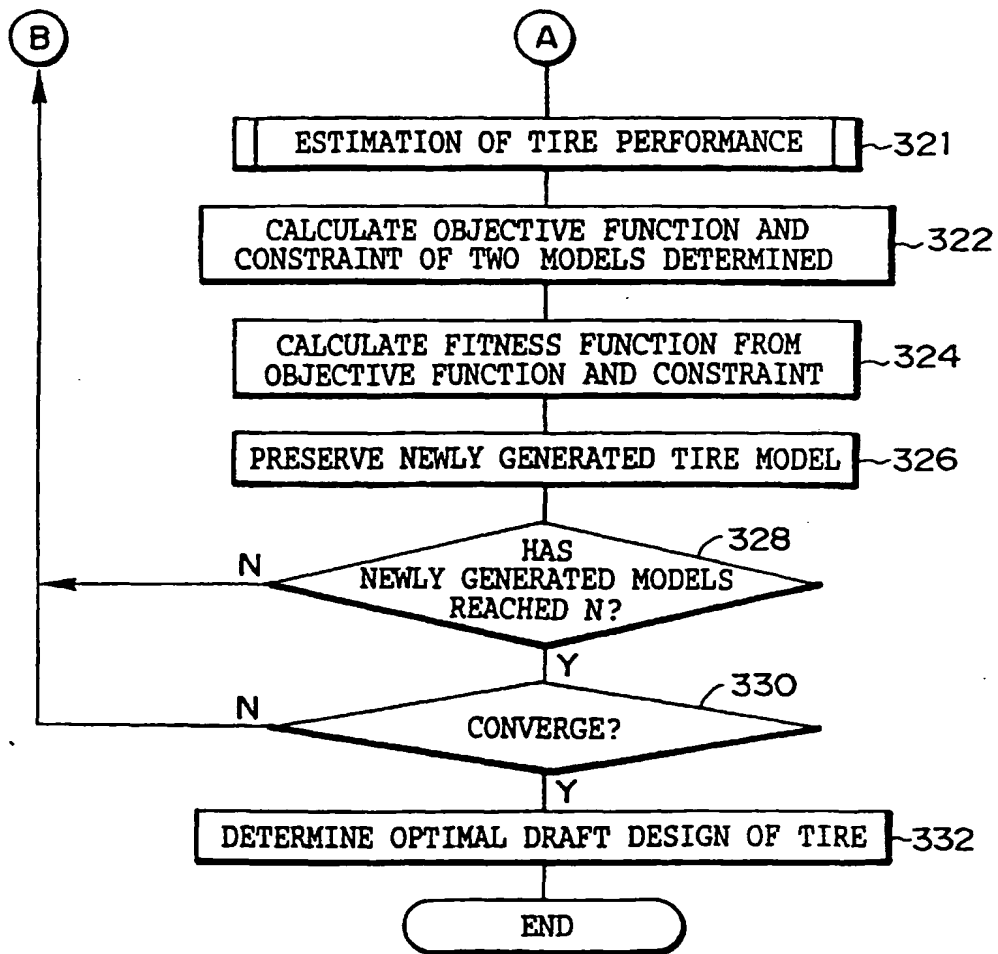 B
A
ESTIMATION OF TIRE PERFORMANCE
321
CALCULATE OBJECTIVE FUNCTION AND
CONSTRAINT OF TWO MODELS DETERMINED
322
CALCULATE FITNESS FUNCTION FROM
OBJECTIVE FUNCTION AND CONSTRAINT
324
PRESERVE NEWLY GENERATED TIRE MODEL
326
328
N
HAS
NEWLY GENERATED MODELS
REACHED N?
Y
330
N
CONVERGE?
Y
DETERMINE OPTIMAL DRAFT DESIGN OF TIRE
332
END